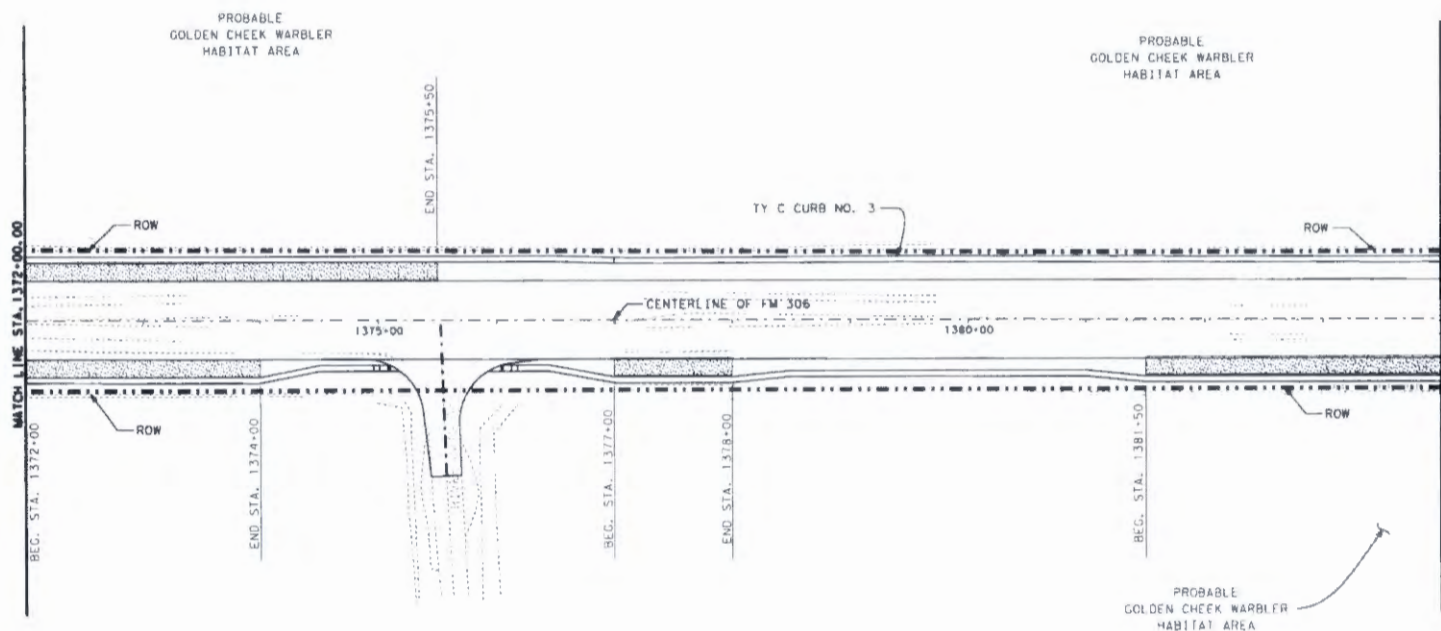 PROBABLE
GOLDEN CHEEK WARBLER
HABITAT AREA
PROBABLE
GOLDEN CHEEK WARBLER
HABITAT AREA
END STA. 1375+50
MATCH LINE STA. 1372+00.00
ROW
TY C CURB NO. 3
ROW
CENTERLINE OF FM 306
1375+00
1380+00
ROW
ROW
BEG. STA. 1372+00
END STA. 1374+00
BEG. STA. 1377+00
END STA. 1378+00
BEG. STA. 1381+50
PROBABLE
GOLDEN CHEEK WARBLER
HABITAT AREA